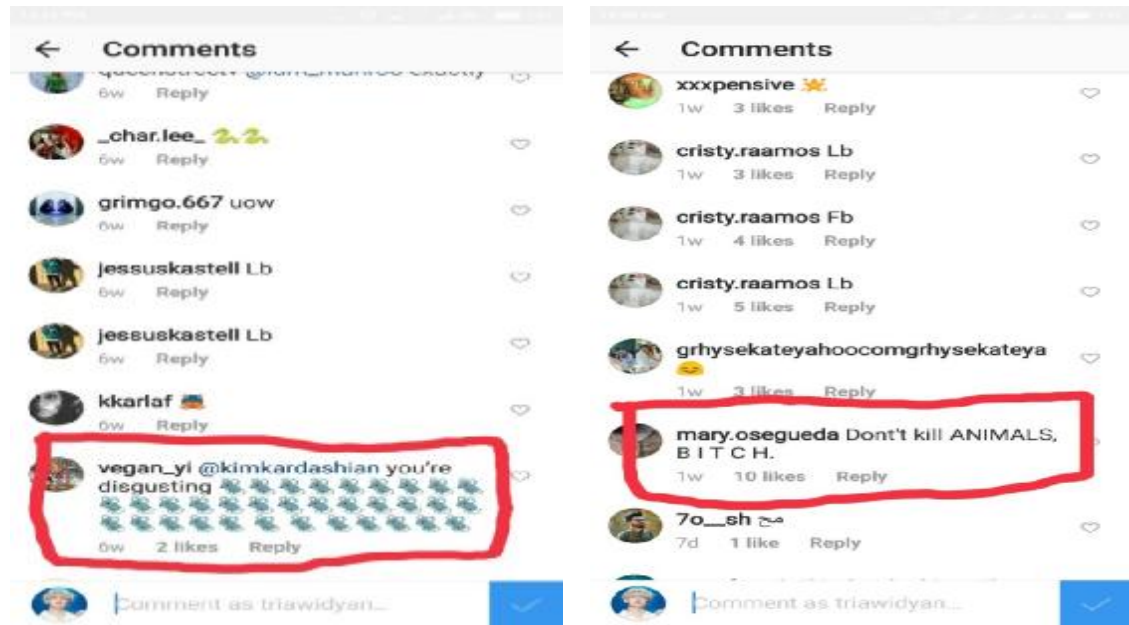 Comments
exactly
6w Reply
_char.lee_
6w Reply
grimgo.667 uow
6w Reply
jessuskastell Lb
6w Reply
jessuskastell Lb
6w Reply
kkarlaf
6w Reply
vegan_yi @kimkardashian you're
disgusting
6w 2 likes Reply
Comment as triawidyan...
Comments
xxxpensive
1w 3 likes Reply
cristy.raamos Lb
1w 3 likes Reply
cristy.raamos Fb
1w 4 likes Reply
cristy.raamos Lb
1w 5 likes Reply
grhysekateyahoocomgrhysekateya
1w 3 likes Reply
mary.osegueda Dont't kill ANIMALS,
B I T C H.
1w 10 likes Reply
7o__sh مح
7d 1 like Reply
Comment as triawidyan...